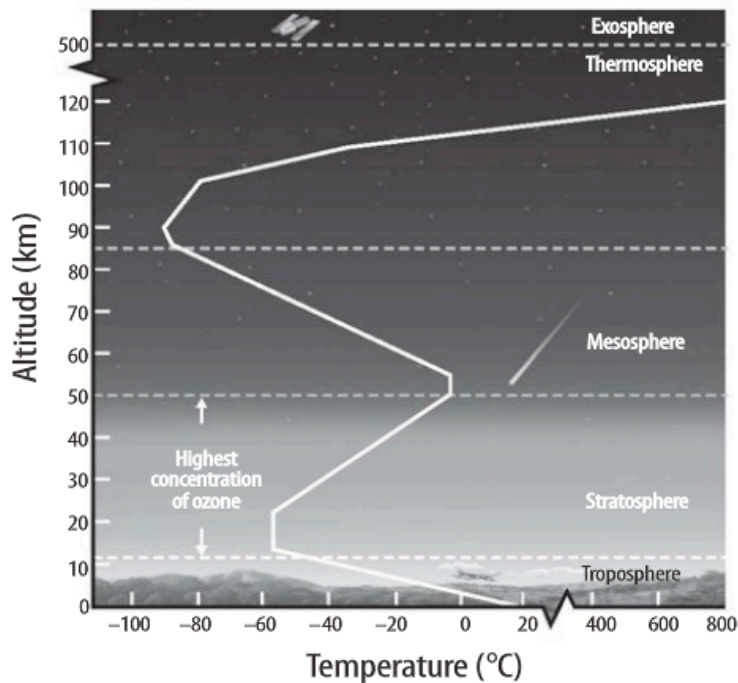 Exosphere
500
Thermosphere
120
110
100
90
80
70
Mesosphere
60
50
40
Highest
concentration
of ozone
30
Stratosphere
20
10
Troposphere
0
Altitude (km)
–100 –80 –60 –40 –20 0 20 400 600 800
Temperature (°C)